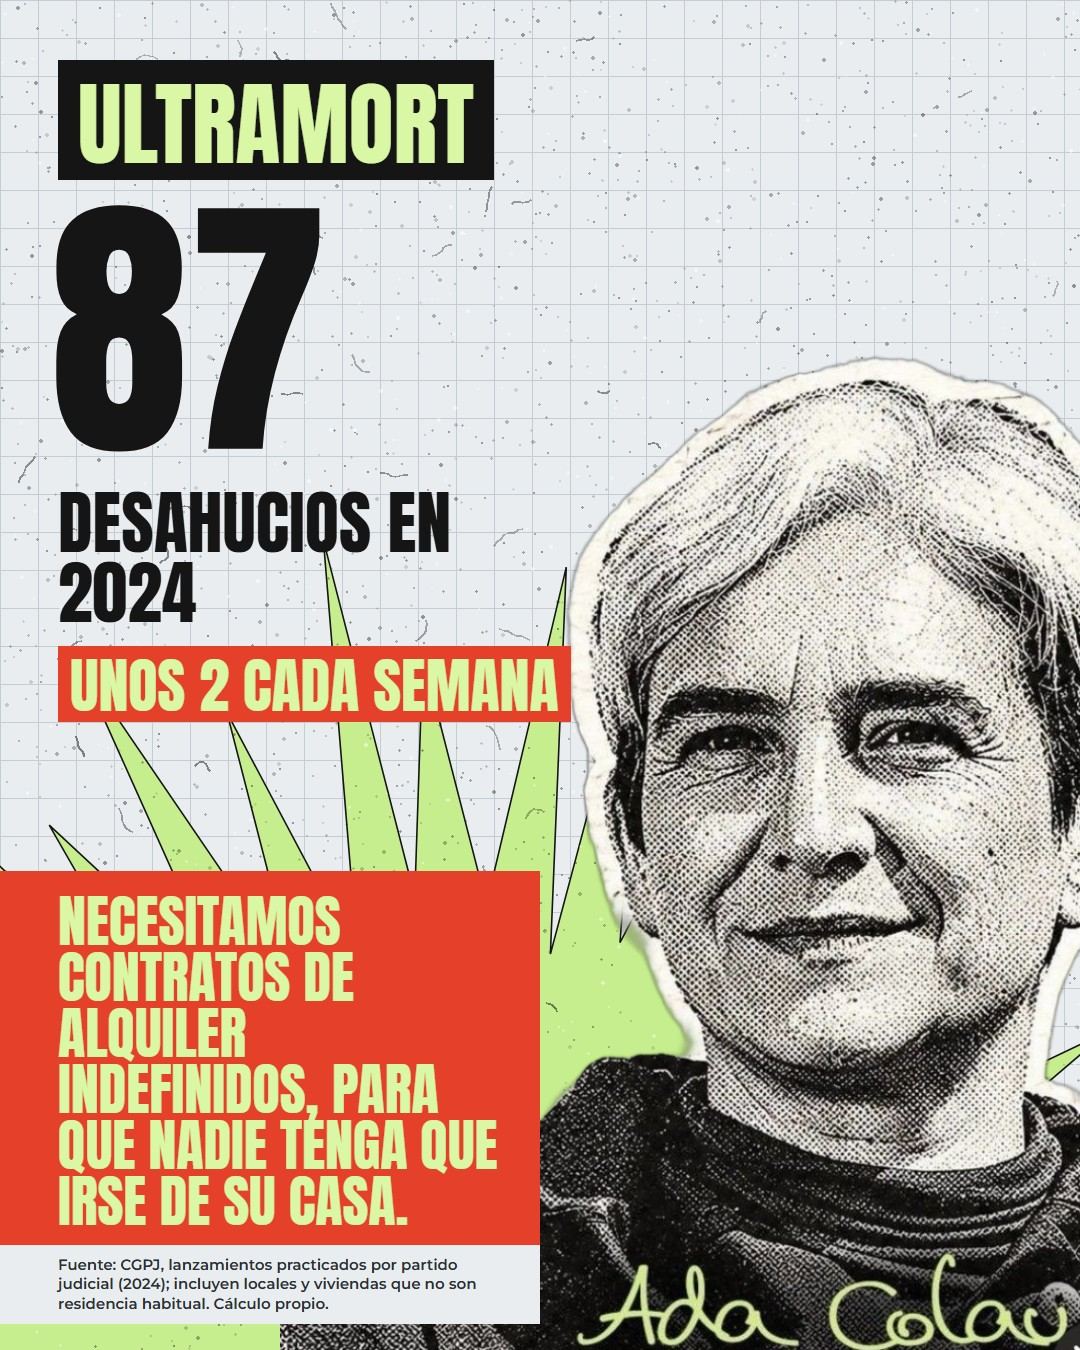 ULTRAMORT
87
DESAHUCIOS EN
2024
UNOS 2 CADA SEMANA
NECESITAMOS
CONTRATOS DE
ALQUILER
INDEFINIDOS, PARA
QUE NADIE TENGA QUE
IRSE DE SU CASA.
Fuente: CGPJ, lanzamientos practicados por partido
judicial (2024); incluyen locales y viviendas que no son
residencia habitual. Cálculo propio.
Ada Colau